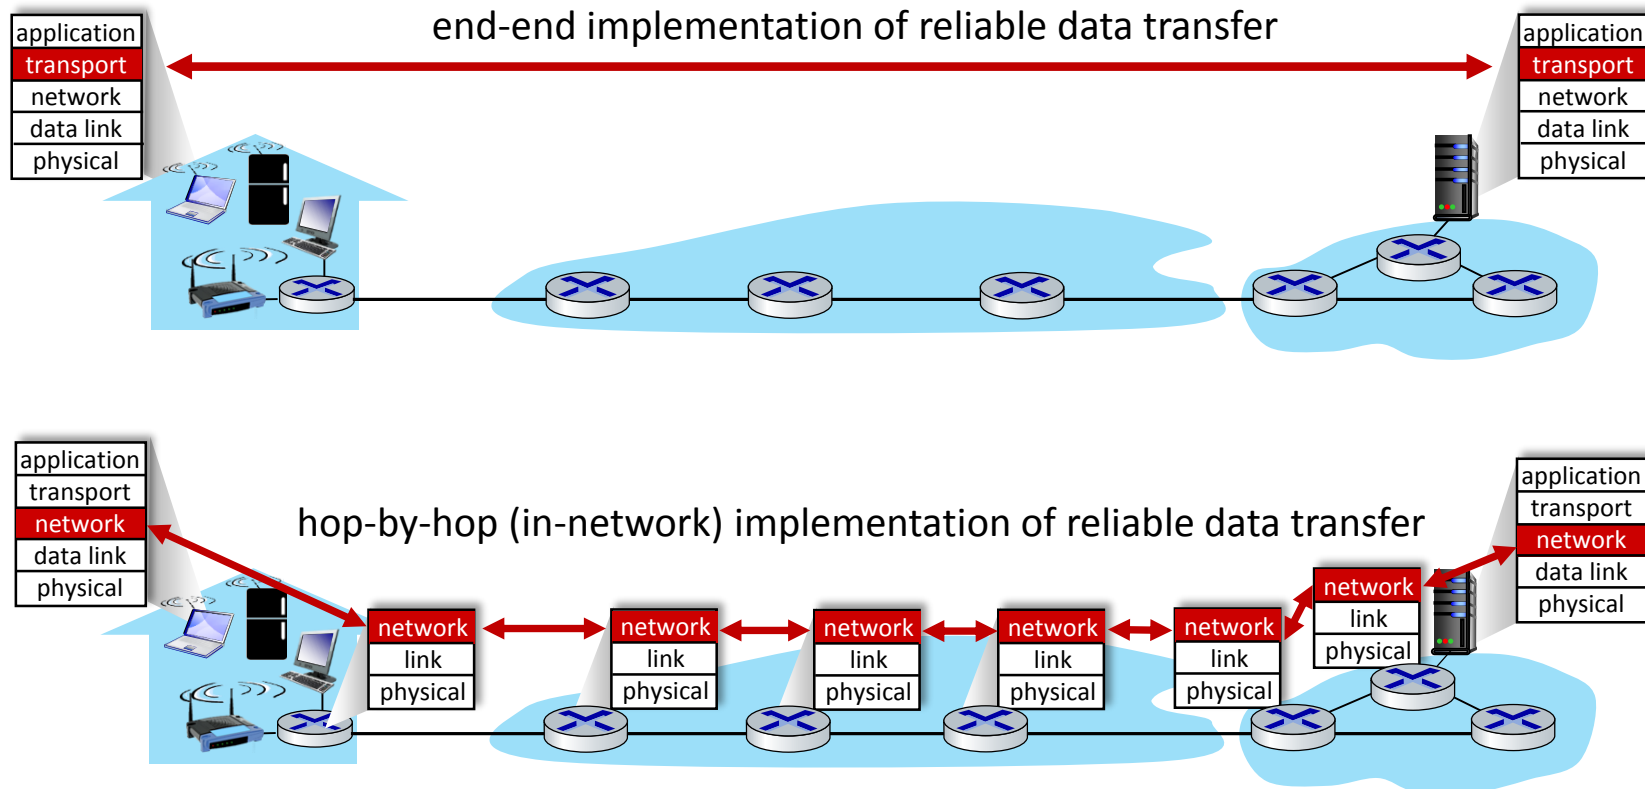 end-end implementation of reliable data transfer
application
transport
network
data link
physical
application
transport
network
data link
physical
application
transport
network
data link
physical
hop-by-hop (in-network) implementation of reliable data transfer
network
link
physical
network
link
physical
network
link
physical
network
link
physical
network
link
physical
network
link
physical
application
transport
network
data link
physical